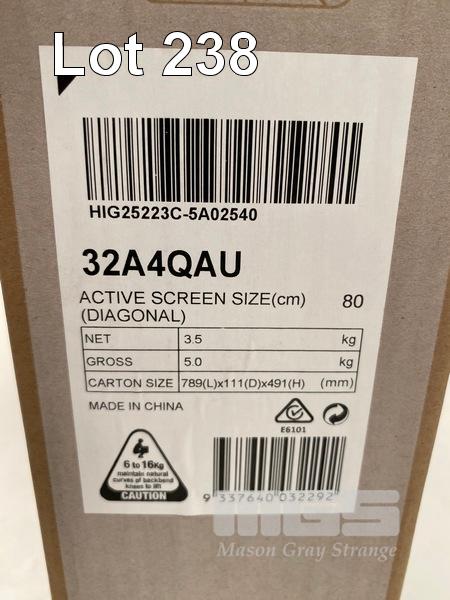 Lot 238
HIG25223C-5A02540
32A4QAU
ACTIVE SCREEN SIZE(cm) 80
(DIAGONAL)
NET 3.5 kg
GROSS 5.0 kg
CARTON SIZE 789(L)x111(D)x491(H) (mm)
MADE IN CHINA
E6101
6 to 16Kg
maintain natural
curves of backbend
knees to lift
CAUTION
9 337640 032292
MGS
Mason Gray Strange